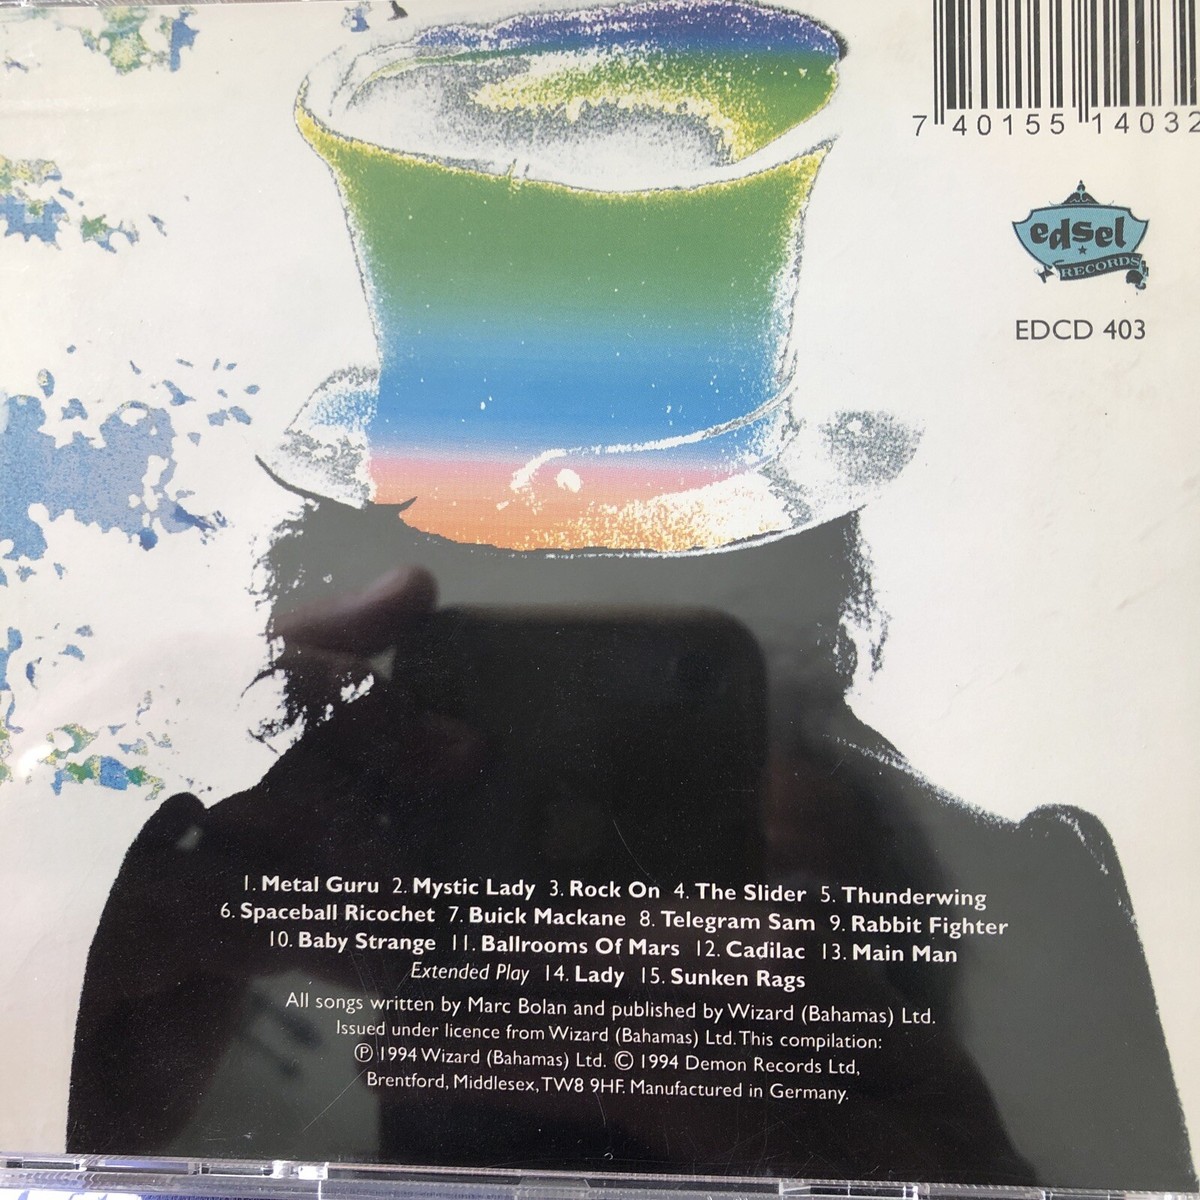 7 40155 14032
edsel
RECORDS
EDCD 403
1. Metal Guru 2. Mystic Lady 3. Rock On 4. The Slider 5. Thunderwing
6. Spaceball Ricochet 7. Buick Mackane 8. Telegram Sam 9. Rabbit Fighter
10. Baby Strange 11. Ballrooms Of Mars 12. Cadilac 13. Main Man
Extended Play 14. Lady 15. Sunken Rags
All songs written by Marc Bolan and published by Wizard (Bahamas) Ltd.
Issued under licence from Wizard (Bahamas) Ltd. This compilation:
℗ 1994 Wizard (Bahamas) Ltd. © 1994 Demon Records Ltd,
Brentford, Middlesex, TW8 9HF. Manufactured in Germany.